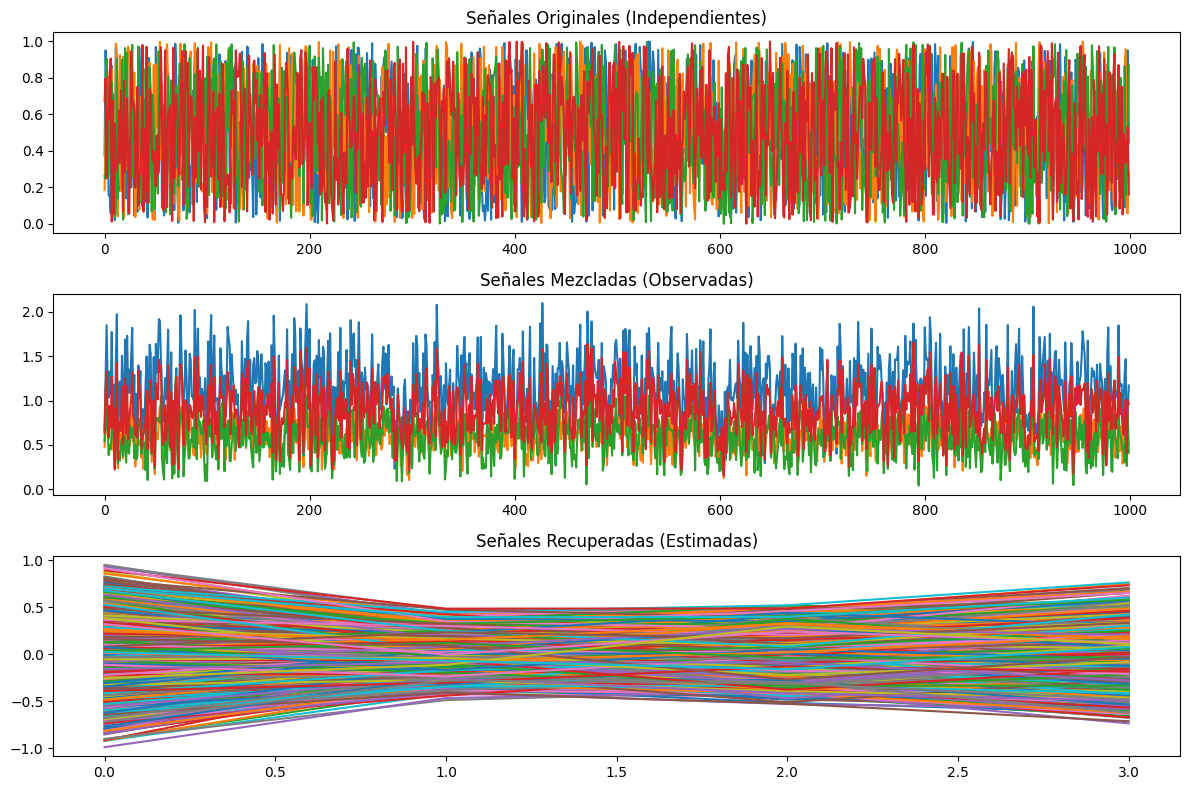 Señales Originales (Independientes)
1.0
0.8
0.6
0.4
0.2
0.0
0 200 400 600 800 1000
Señales Mezcladas (Observadas)
2.0
1.5
1.0
0.5
0.0
0 200 400 600 800 1000
Señales Recuperadas (Estimadas)
1.0
0.5
0.0
−0.5
−1.0
0.0 0.5 1.0 1.5 2.0 2.5 3.0